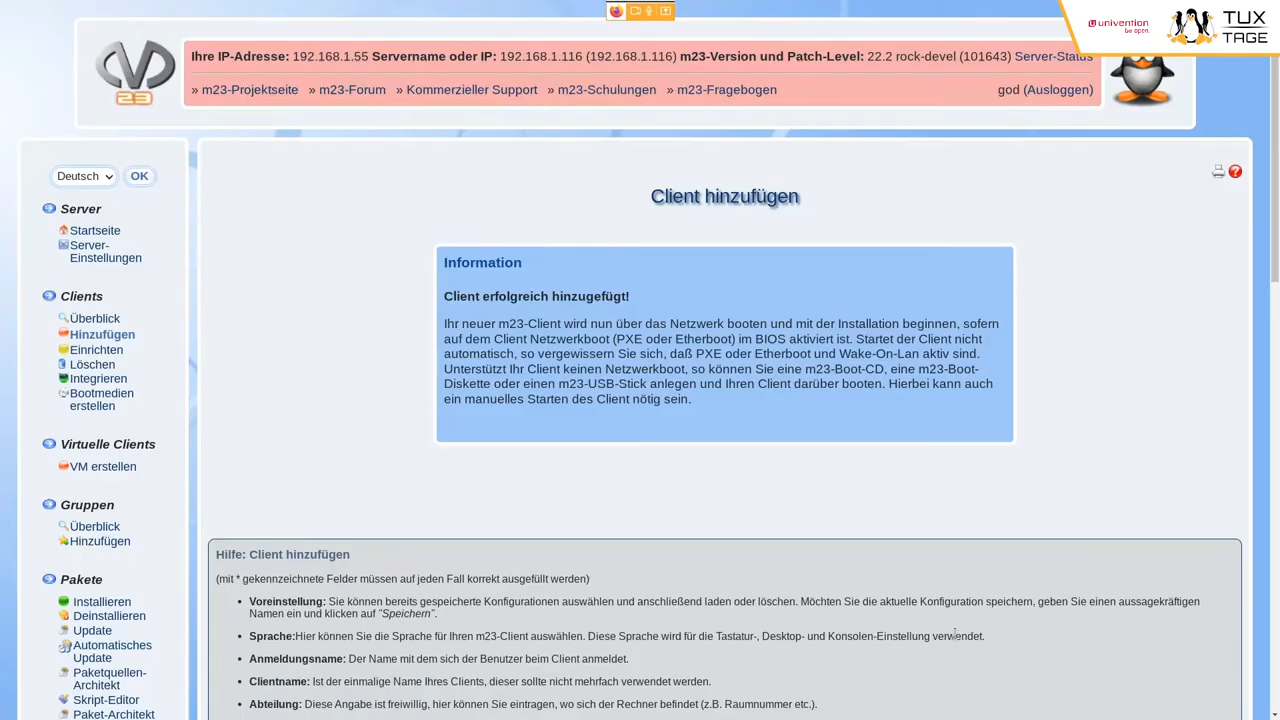 univention
be open.
TUX
TAGE
23
Ihre IP-Adresse: 192.168.1.55 Servername oder IP: 192.168.1.116 (192.168.1.116) m23-Version und Patch-Level: 22.2 rock-devel (101643) Server-Status
» m23-Projektseite » m23-Forum » Kommerzieller Support » m23-Schulungen » m23-Fragebogen god (Ausloggen)
Deutsch OK
Server
Startseite
Server-
Einstellungen
Clients
Überblick
Hinzufügen
Einrichten
Löschen
Integrieren
Bootmedien
erstellen
Virtuelle Clients
VM erstellen
Gruppen
Überblick
Hinzufügen
Pakete
Installieren
Deinstallieren
Update
Automatisches
Update
Paketquellen-
Architekt
Skript-Editor
Paket-Architekt
Client hinzufügen
Information
Client erfolgreich hinzugefügt!
Ihr neuer m23-Client wird nun über das Netzwerk booten und mit der Installation beginnen, sofern
auf dem Client Netzwerkboot (PXE oder Etherboot) im BIOS aktiviert ist. Startet der Client nicht
automatisch, so vergewissern Sie sich, daß PXE oder Etherboot und Wake-On-Lan aktiv sind.
Unterstützt Ihr Client keinen Netzwerkboot, so können Sie eine m23-Boot-CD, eine m23-Boot-
Diskette oder einen m23-USB-Stick anlegen und Ihren Client darüber booten. Hierbei kann auch
ein manuelles Starten des Client nötig sein.
Hilfe: Client hinzufügen
(mit * gekennzeichnete Felder müssen auf jeden Fall korrekt ausgefüllt werden)
• Voreinstellung: Sie können bereits gespeicherte Konfigurationen auswählen und anschließend laden oder löschen. Möchten Sie die aktuelle Konfiguration speichern, geben Sie einen aussagekräftigen
Namen ein und klicken auf "Speichern".
• Sprache:Hier können Sie die Sprache für Ihren m23-Client auswählen. Diese Sprache wird für die Tastatur-, Desktop- und Konsolen-Einstellung verwendet.
• Anmeldungsname: Der Name mit dem sich der Benutzer beim Client anmeldet.
• Clientname: Ist der einmalige Name Ihres Clients, dieser sollte nicht mehrfach verwendet werden.
• Abteilung: Diese Angabe ist freiwillig, hier können Sie eintragen, wo sich der Rechner befindet (z.B. Raumnummer etc.).